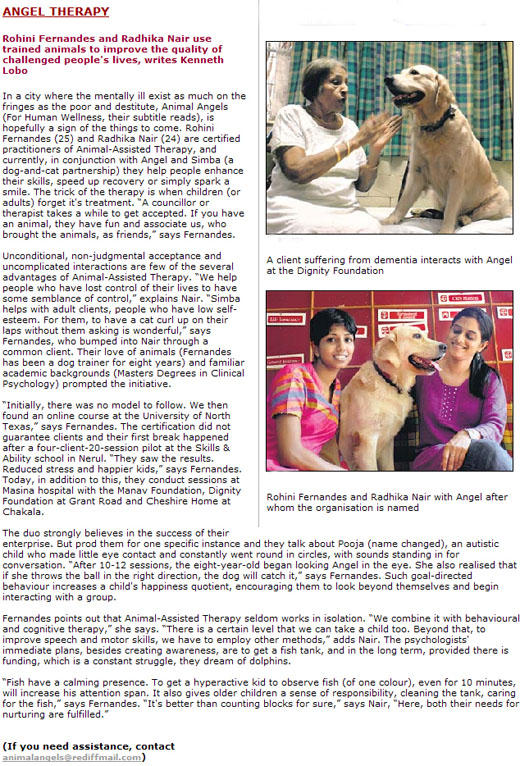 ANGEL THERAPY
Rohini Fernandes and Radhika Nair use
trained animals to improve the quality of
challenged people's lives, writes Kenneth
Lobo
In a city where the mentally ill exist as much on the
fringes as the poor and destitute, Animal Angels
(For Human Wellness, their subtitle reads), is
hopefully a sign of the things to come. Rohini
Fernandes (25) and Radhika Nair (24) are certified
practitioners of Animal-Assisted Therapy, and
currently, in conjunction with Angel and Simba (a
dog-and-cat partnership) they help people enhance
their skills, speed up recovery or simply spark a
smile. The trick of the therapy is when children (or
adults) forget it's treatment. “A councillor or
therapist takes a while to get accepted. If you have
an animal, they have fun and associate us, who
brought the animals, as friends,” says Fernandes.
Unconditional, non-judgmental acceptance and
uncomplicated interactions are few of the several
advantages of Animal-Assisted Therapy. “We help
people who have lost control of their lives to have
some semblance of control,” explains Nair. “Simba
helps with adult clients, people who have low self-
esteem. For them, to have a cat curl up on their
laps without them asking is wonderful,” says
Fernandes, who bumped into Nair through a
common client. Their love of animals (Fernandes
has been a dog trainer for eight years) and familiar
academic backgrounds (Masters Degrees in Clinical
Psychology) prompted the initiative.
“Initially, there was no model to follow. We then
found an online course at the University of North
Texas,” says Fernandes. The certification did not
guarantee clients and their first break happened
after a four-client-20-session pilot at the Skills &
Ability school in Nerul. “They saw the results.
Reduced stress and happier kids,” says Fernandes.
Today, in addition to this, they conduct sessions at
Masina hospital with the Manav Foundation, Dignity
Foundation at Grant Road and Cheshire Home at
Chakala.
A client suffering from dementia interacts with Angel
at the Dignity Foundation
Rohini Fernandes and Radhika Nair with Angel after
whom the organisation is named
The duo strongly believes in the success of their
enterprise. But prod them for one specific instance and they talk about Pooja (name changed), an autistic
child who made little eye contact and constantly went round in circles, with sounds standing in for
conversation. “After 10-12 sessions, the eight-year-old began looking Angel in the eye. She also realised that
if she throws the ball in the right direction, the dog will catch it,” says Fernandes. Such goal-directed
behaviour increases a child's happiness quotient, encouraging them to look beyond themselves and begin
interacting with a group.
Fernandes points out that Animal-Assisted Therapy seldom works in isolation. “We combine it with behavioural
and cognitive therapy,” she says. “There is a certain level that we can take a child too. Beyond that, to
improve speech and motor skills, we have to employ other methods,” adds Nair. The psychologists'
immediate plans, besides creating awareness, are to get a fish tank, and in the long term, provided there is
funding, which is a constant struggle, they dream of dolphins.
“Fish have a calming presence. To get a hyperactive kid to observe fish (of one colour), even for 10 minutes,
will increase his attention span. It also gives older children a sense of responsibility, cleaning the tank, caring
for the fish,” says Fernandes. “It's better than counting blocks for sure,” says Nair, “Here, both their needs for
nurturing are fulfilled.”
(If you need assistance, contact
animalangels@rediffmail.com)